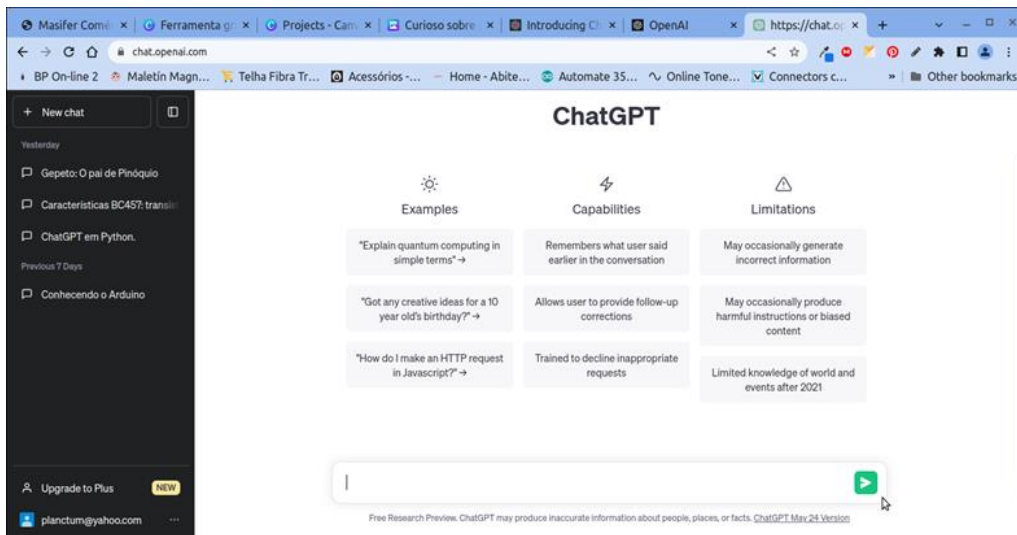 Masifer Comé
Ferramenta gr
Projects - Can
Curioso sobre
Introducing Ch
OpenAI
https://chat.op
chat.openai.com
BP On-line 2
Maletín Magn...
Telha Fibra Tr...
Acessórios -...
Home - Abite...
Automate 35...
Online Tone...
Connectors c...
»
Other bookmarks
+ New chat
Yesterday
Gepeto: O pai de Pinóquio
Características BC457: transis
ChatGPT em Python.
Previous 7 Days
Conhecendo o Arduino
Upgrade to Plus
NEW
planctum@yahoo.com
ChatGPT
Examples
"Explain quantum computing in
simple terms" →
"Got any creative ideas for a 10
year old's birthday?" →
"How do I make an HTTP request
in Javascript?" →
Capabilities
Remembers what user said
earlier in the conversation
Allows user to provide follow-up
corrections
Trained to decline inappropriate
requests
Limitations
May occasionally generate
incorrect information
May occasionally produce
harmful instructions or biased
content
Limited knowledge of world and
events after 2021
Free Research Preview. ChatGPT may produce inaccurate information about people, places, or facts. ChatGPT May 24 Version